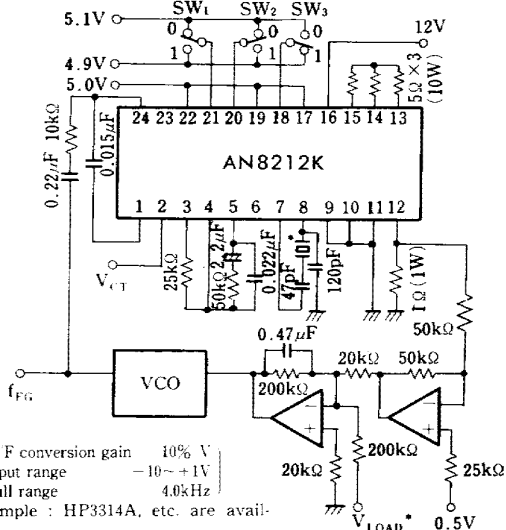 SW₁ SW₂ SW₃
5.1V
0 0 0
12V
1 1 1
4.9V
5.0V
5Ω×3
(10W)
24 23 22 21 20 19 18 17 16 15 14 13
10kΩ
0.22μF
0.015μF
AN8212K
1 2 3 4 5 6 7 8 9 10 11 12
V_CT
25kΩ
50kΩ
2.2μF
0.022μF
47pF
*
120pF
1Ω(1W)
50kΩ
0.47μF
200kΩ
20kΩ
50kΩ
f_FG
VCO
−
+
−
+
20kΩ
200kΩ
25kΩ
V_LOAD*
0.5V
F conversion gain 10% V
put range −10~+1V
ull range 4.0kHz
mple : HP3314A, etc. are avail-